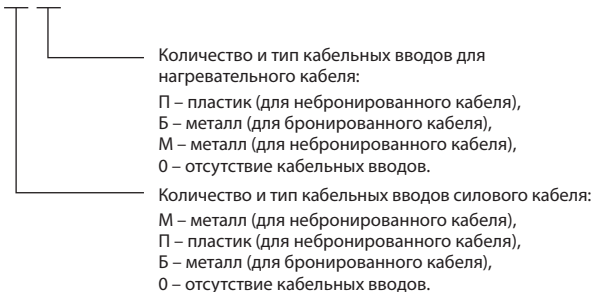 Количество и тип кабельных вводов для
нагревательного кабеля:
П – пластик (для небронированного кабеля),
Б – металл (для бронированного кабеля),
М – металл (для небронированного кабеля),
0 – отсутствие кабельных вводов.
Количество и тип кабельных вводов силового кабеля:
М – металл (для небронированного кабеля),
П – пластик (для небронированного кабеля),
Б – металл (для бронированного кабеля),
0 – отсутствие кабельных вводов.